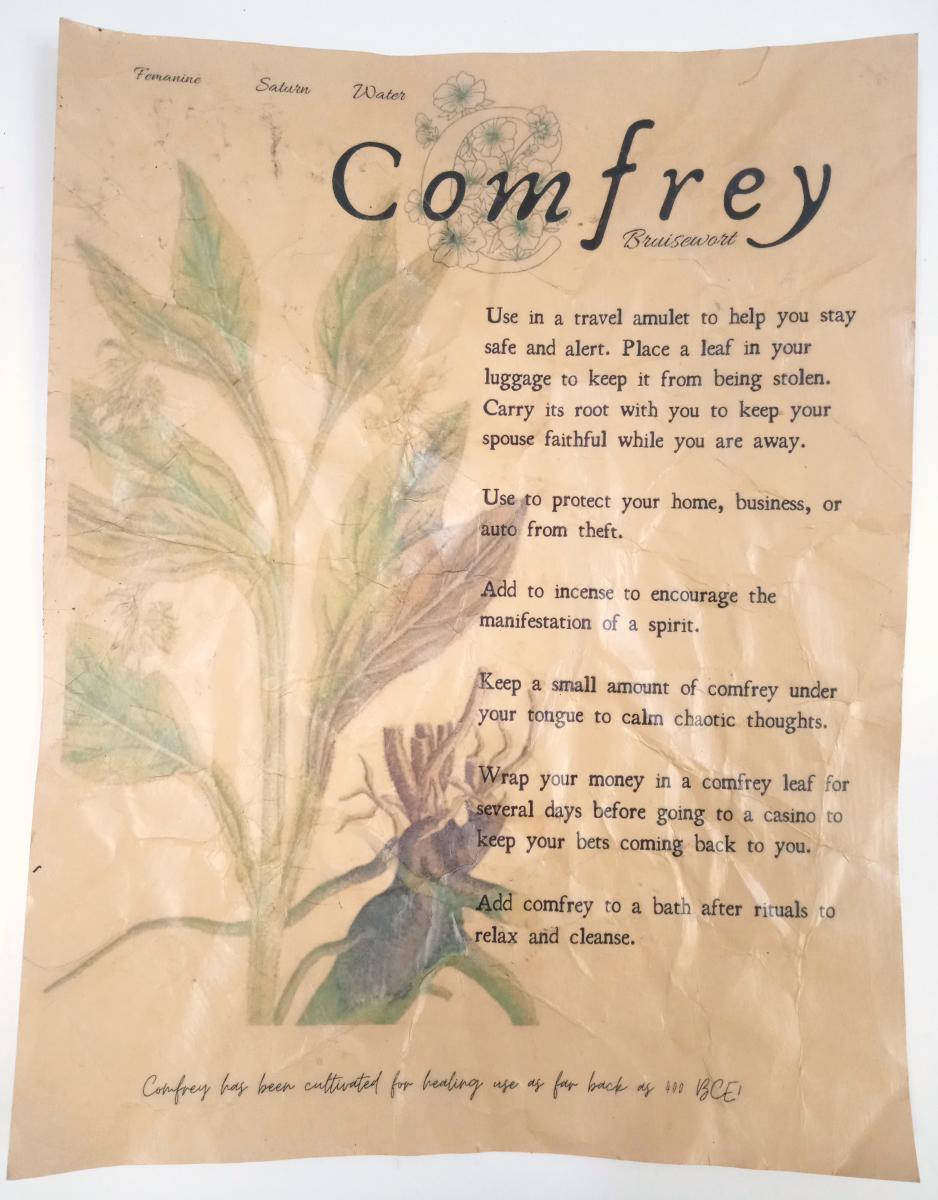 Femanine Saturn Water
Comfrey
Bruisewort
Use in a travel amulet to help you stay
safe and alert. Place a leaf in your
luggage to keep it from being stolen.
Carry its root with you to keep your
spouse faithful while you are away.
Use to protect your home, business, or
auto from theft.
Add to incense to encourage the
manifestation of a spirit.
Keep a small amount of comfrey under
your tongue to calm chaotic thoughts.
Wrap your money in a comfrey leaf for
several days before going to a casino to
keep your bets coming back to you.
Add comfrey to a bath after rituals to
relax and cleanse.
Comfrey has been cultivated for healing use as far back as BCE!